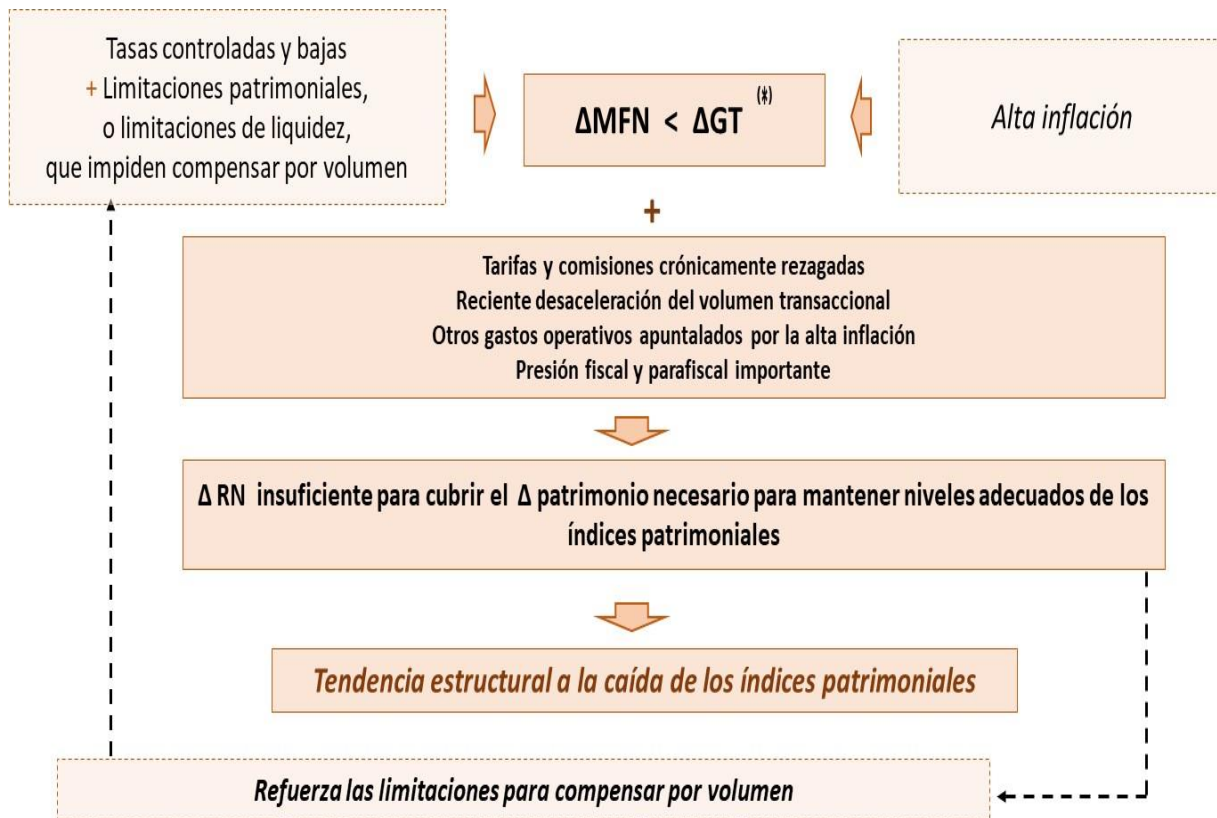 Tasas controladas y bajas
+ Limitaciones patrimoniales,
o limitaciones de liquidez,
que impiden compensar por volumen
ΔMFN < ΔGT (*)
Alta inflación
+
Tarifas y comisiones crónicamente rezagadas
Reciente desaceleración del volumen transaccional
Otros gastos operativos apuntalados por la alta inflación
Presión fiscal y parafiscal importante
Δ RN insuficiente para cubrir el Δ patrimonio necesario para mantener niveles adecuados de los
índices patrimoniales
Tendencia estructural a la caída de los índices patrimoniales
Refuerza las limitaciones para compensar por volumen